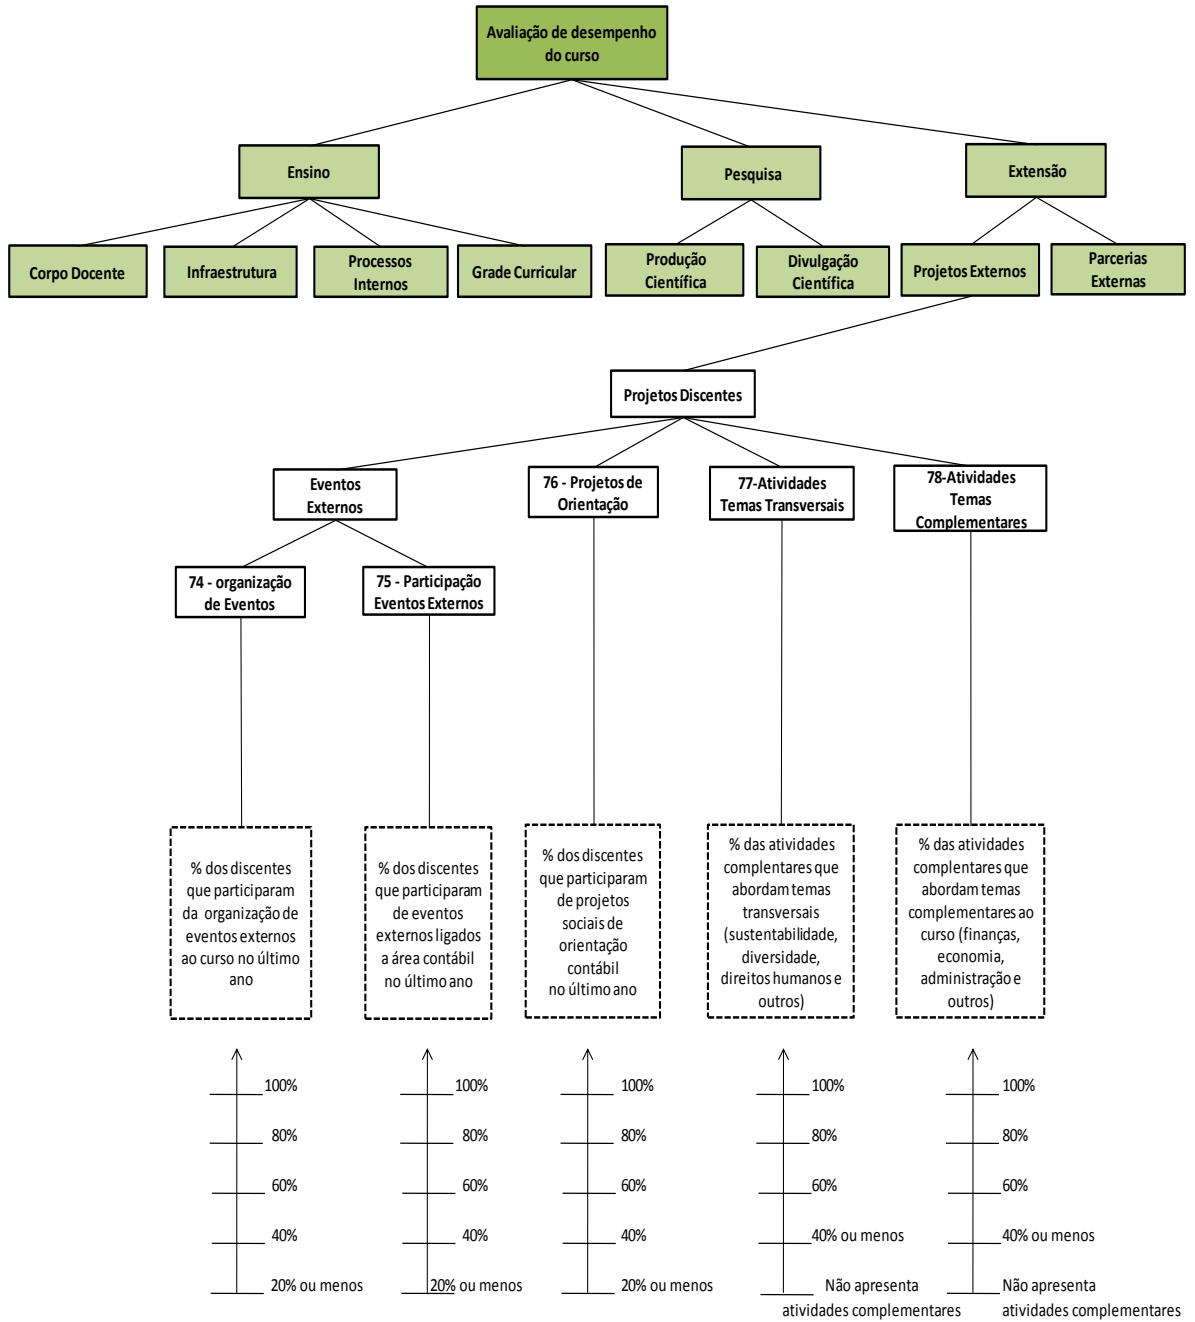 Avaliação de desempenho
do curso
Ensino
Pesquisa
Extensão
Corpo Docente
Infraestrutura
Processos
Internos
Grade Curricular
Produção
Científica
Divulgação
Científica
Projetos Externos
Parcerias
Externas
Projetos Discentes
Eventos
Externos
76 - Projetos de
Orientação
77-Atividades
Temas Transversais
78-Atividades
Temas
Complementares
74 - organização
de Eventos
75 - Participação
Eventos Externos
% dos discentes
que participaram
da organização de
eventos externos
ao curso no último
ano
% dos discentes
que participaram
de eventos
externos ligados
a área contábil
no último ano
% dos discentes
que participaram
de projetos
sociais de
orientação
contábil
no último ano
% das atividades
complentares que
abordam temas
transversais
(sustentabilidade,
diversidade,
direitos humanos e
outros)
% das atividades
complentares que
abordam temas
complementares ao
curso (finanças,
economia,
administração e
outros)
100%
80%
60%
40%
20% ou menos
100%
80%
60%
40%
20% ou menos
100%
80%
60%
40%
20% ou menos
100%
80%
60%
40% ou menos
Não apresenta
atividades complementares
100%
80%
60%
40% ou menos
Não apresenta
atividades complementares